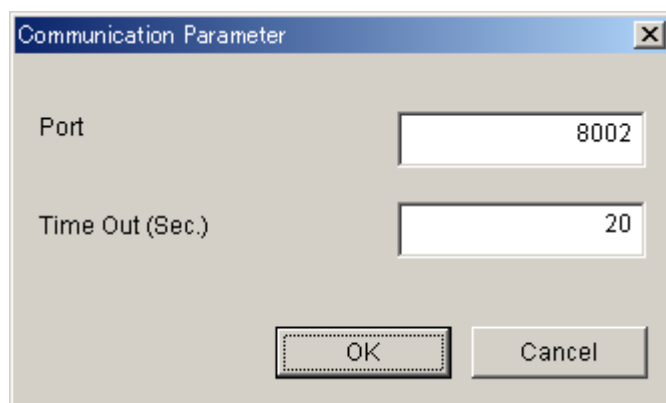 Communication Parameter
Port
8002
Time Out (Sec.)
20
OK
Cancel